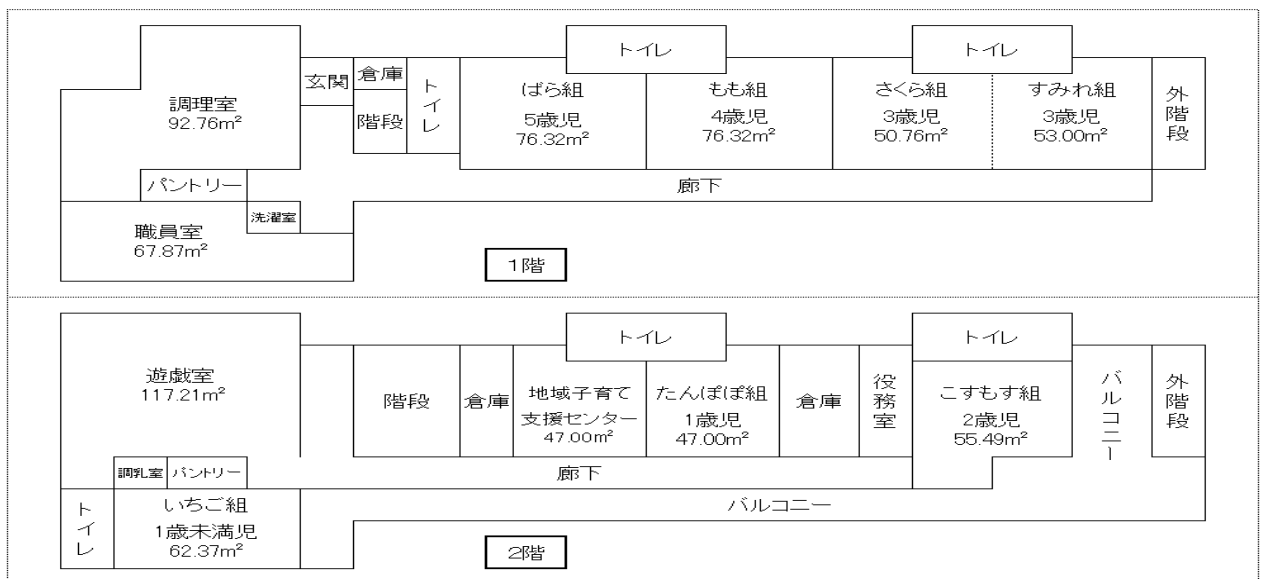 トイレ
トイレ
調理室
92.76m²
玄関
倉庫
階段
トイレ
ばら組
5歳児
76.32m²
もも組
4歳児
76.32m²
さくら組
3歳児
50.76m²
すみれ組
3歳児
53.00m²
外階段
パントリー
廊下
職員室
67.87m²
洗濯室
1階
トイレ
トイレ
遊戯室
117.21m²
階段
倉庫
地域子育て
支援センター
47.00m²
たんぽぽ組
1歳児
47.00m²
倉庫
役務室
こすもす組
2歳児
55.49m²
バルコニー
外階段
調乳室
パントリー
廊下
トイレ
いちご組
1歳未満児
62.37m²
バルコニー
2階